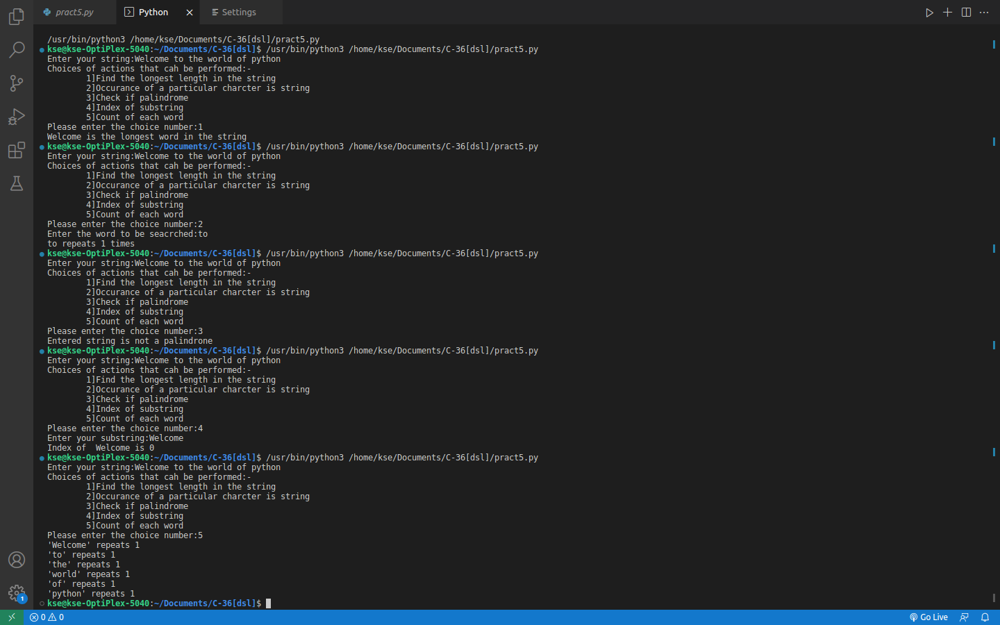 pract5.py Python Settings
/usr/bin/python3 /home/kse/Documents/C-36[dsl]/pract5.py
kse@kse-OptiPlex-5040:~/Documents/C-36[dsl]$ /usr/bin/python3 /home/kse/Documents/C-36[dsl]/pract5.py
Enter your string:Welcome to the world of python
Choices of actions that cah be performed:-
1]Find the longest length in the string
2]Occurance of a particular charcter is string
3]Check if palindrome
4]Index of substring
5]Count of each word
Please enter the choice number:1
Welcome is the longest word in the string
kse@kse-OptiPlex-5040:~/Documents/C-36[dsl]$ /usr/bin/python3 /home/kse/Documents/C-36[dsl]/pract5.py
Enter your string:Welcome to the world of python
Choices of actions that cah be performed:-
1]Find the longest length in the string
2]Occurance of a particular charcter is string
3]Check if palindrome
4]Index of substring
5]Count of each word
Please enter the choice number:2
Enter the word to be seacrched:to
to repeats 1 times
kse@kse-OptiPlex-5040:~/Documents/C-36[dsl]$ /usr/bin/python3 /home/kse/Documents/C-36[dsl]/pract5.py
Enter your string:Welcome to the world of python
Choices of actions that cah be performed:-
1]Find the longest length in the string
2]Occurance of a particular charcter is string
3]Check if palindrome
4]Index of substring
5]Count of each word
Please enter the choice number:3
Entered string is not a palindrone
kse@kse-OptiPlex-5040:~/Documents/C-36[dsl]$ /usr/bin/python3 /home/kse/Documents/C-36[dsl]/pract5.py
Enter your string:Welcome to the world of python
Choices of actions that cah be performed:-
1]Find the longest length in the string
2]Occurance of a particular charcter is string
3]Check if palindrome
4]Index of substring
5]Count of each word
Please enter the choice number:4
Enter your substring:Welcome
Index of  Welcome is 0
kse@kse-OptiPlex-5040:~/Documents/C-36[dsl]$ /usr/bin/python3 /home/kse/Documents/C-36[dsl]/pract5.py
Enter your string:Welcome to the world of python
Choices of actions that cah be performed:-
1]Find the longest length in the string
2]Occurance of a particular charcter is string
3]Check if palindrome
4]Index of substring
5]Count of each word
Please enter the choice number:5
'Welcome' repeats 1
'to' repeats 1
'the' repeats 1
'world' repeats 1
'of' repeats 1
'python' repeats 1
kse@kse-OptiPlex-5040:~/Documents/C-36[dsl]$
1
0 0 Go Live